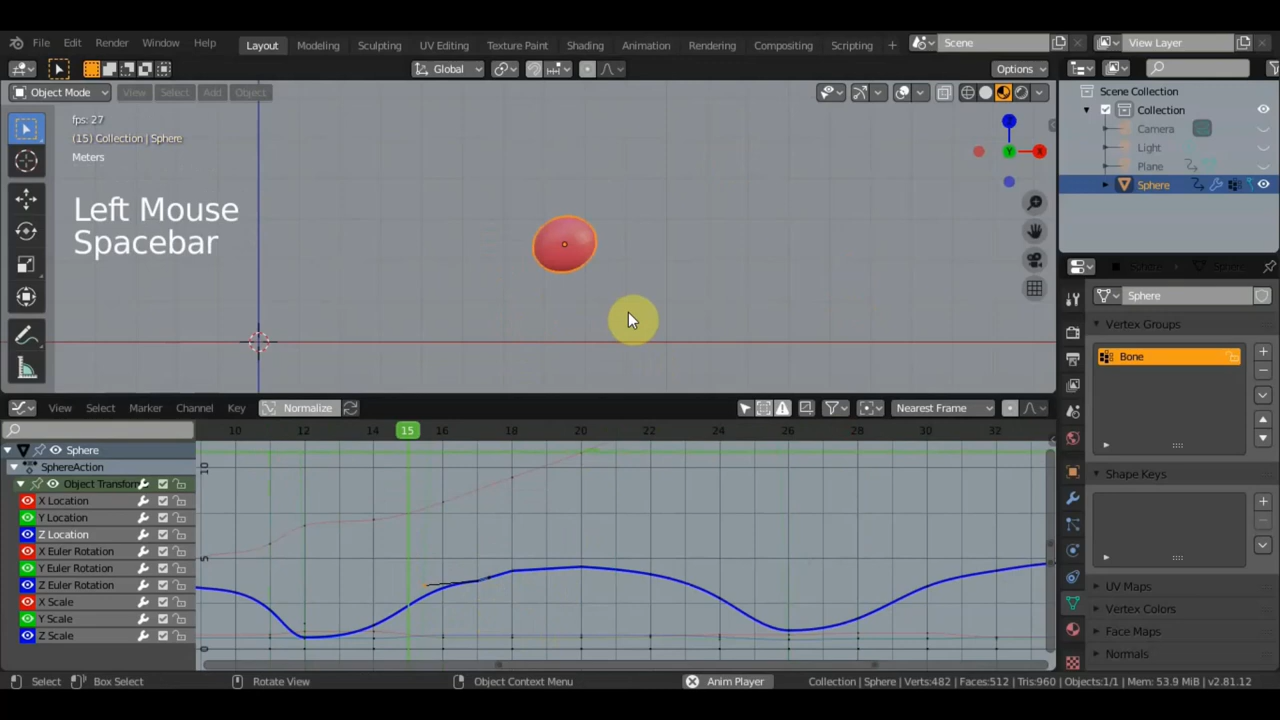 File Edit Render Window Help Layout Modeling Sculpting UV Editing Texture Paint Shading Animation Rendering Compositing Scripting + Scene View Layer
Global Options
Object Mode View Select Add Object
fps: 27
(15) Collection | Sphere
Meters
Left Mouse
Spacebar
Z
Y
X
Scene Collection
Collection
Camera
Light
Plane
Sphere
Sphere
Vertex Groups
Bone
Shape Keys
UV Maps
Vertex Colors
Face Maps
Normals
View Select Marker Channel Key Normalize Nearest Frame
10 12 14 15 18 20 22 24 26 28 30 32
Sphere
SphereAction
Object Transform
X Location
Y Location
Z Location
X Euler Rotation
Y Euler Rotation
Z Euler Rotation
X Scale
Y Scale
Z Scale
10
5
0
Select Box Select Rotate View Object Context Menu Anim Player Collection | Sphere | Verts:482 | Faces:512 | Tris:960 | Objects:1/1 | Mem: 53.9 MiB | v2.81.12